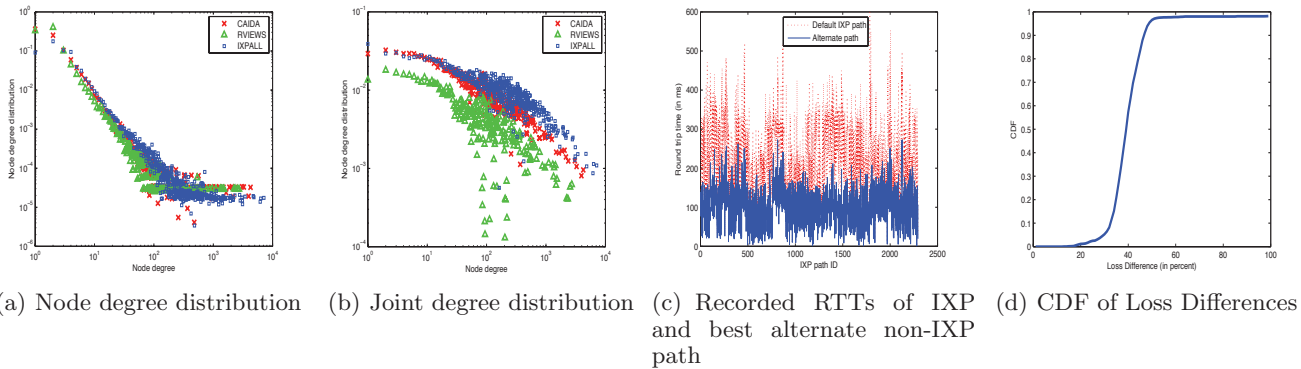 10^0
10^-1
10^-2
10^-3
10^-4
10^-5
10^-6
Node degree distribution
CAIDA
RVIEWS
IXPALL
10^0 10^1 10^2 10^3 10^4
Node degree
10^-1
10^-2
10^-3
10^-4
Node degree distribution
CAIDA
RVIEWS
IXPALL
10^0 10^1 10^2 10^3 10^4
Node degree
600
500
400
300
200
100
0
Round trip time (in ms)
Default IXP path
Alternate path
0 500 1000 1500 2000 2500
IXP path ID
1
0.9
0.8
0.7
0.6
0.5
0.4
0.3
0.2
0.1
0
CDF
0 20 40 60 80 100
Loss Difference (in percent)
(a) Node degree distribution
(b) Joint degree distribution
(c) Recorded RTTs of IXP
and best alternate non-IXP
path
(d) CDF of Loss Differences